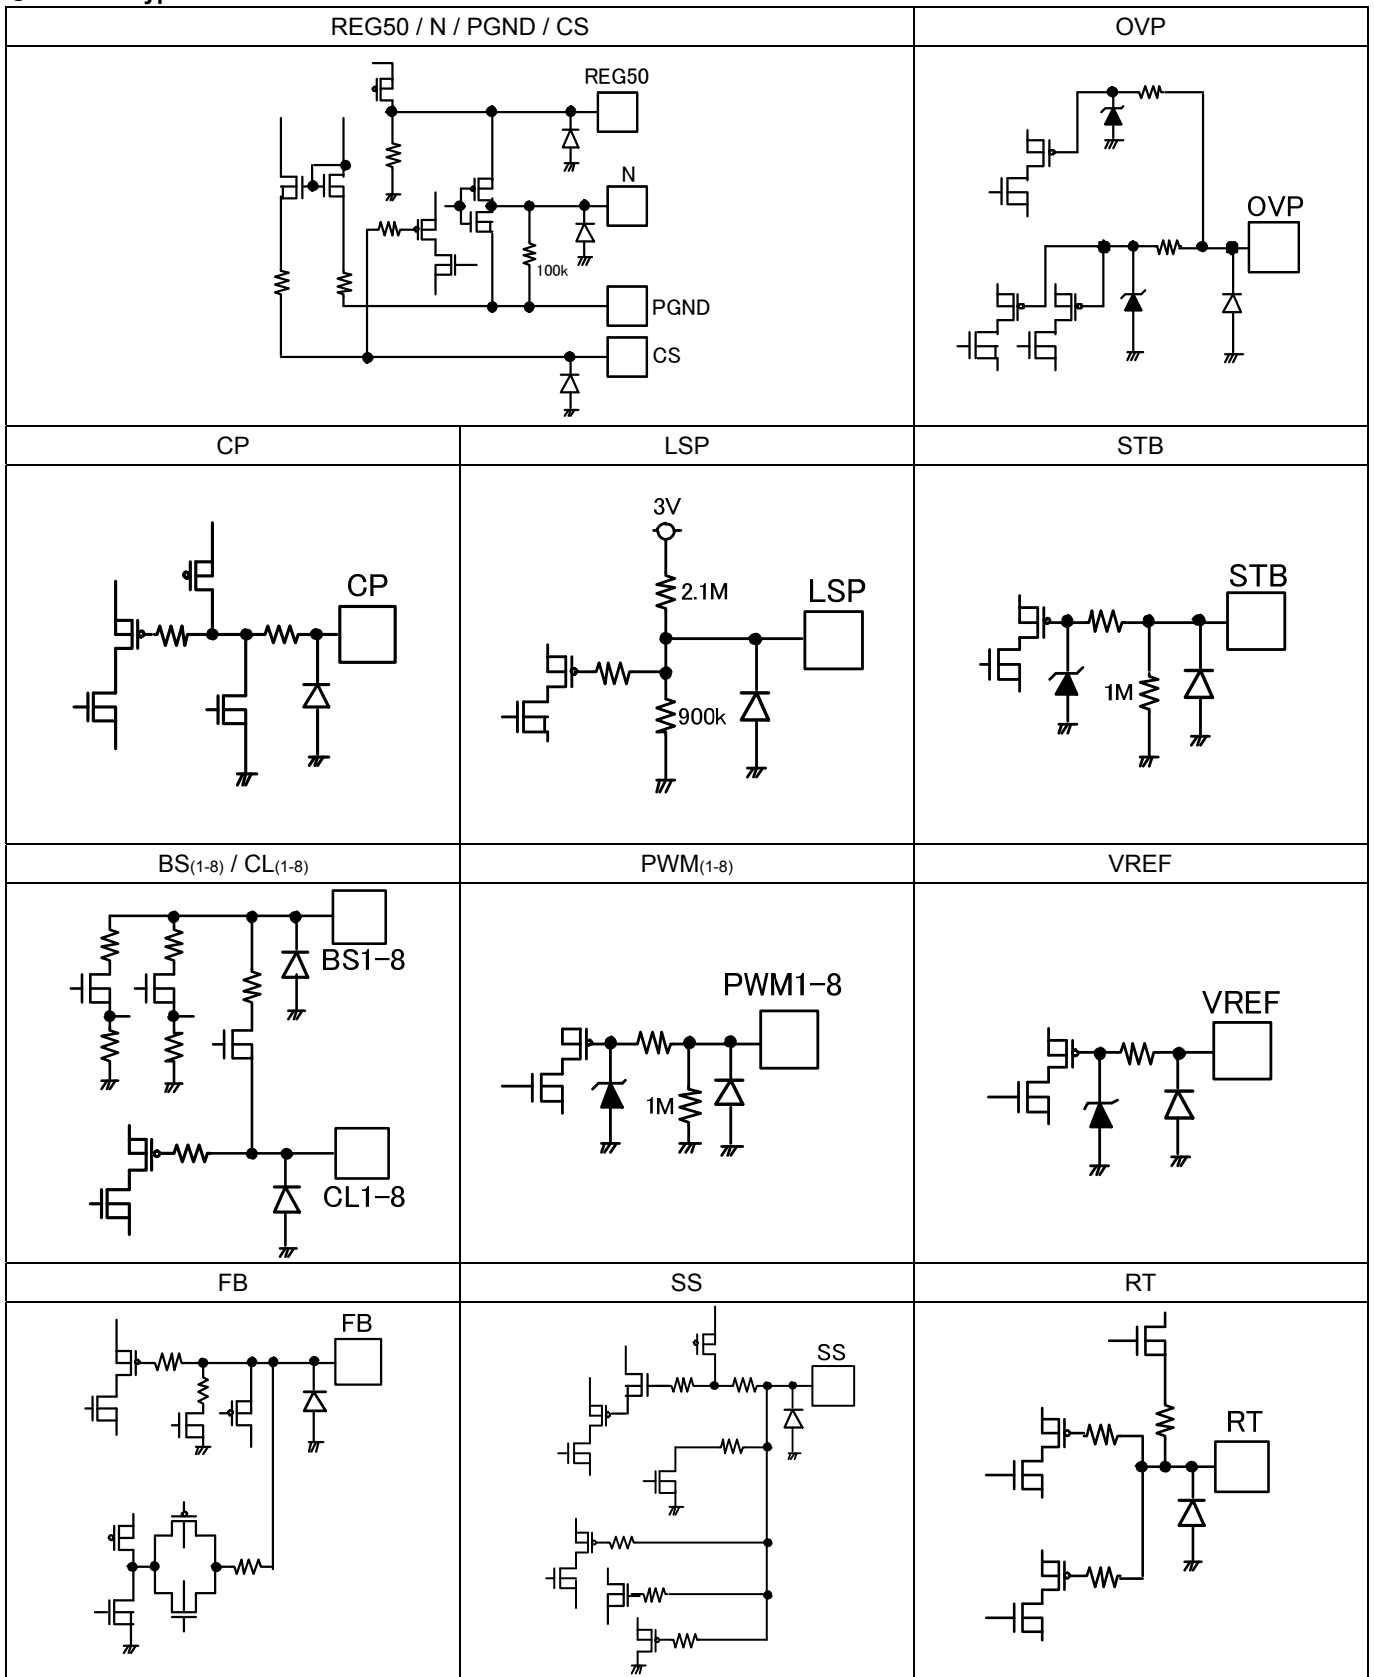 REG50 / N / PGND / CS
OVP
REG50
N
100k
PGND
CS
OVP
CP
LSP
STB
CP
3V
2.1M
LSP
900k
STB
1M
BS(1-8) / CL(1-8)
PWM(1-8)
VREF
BS1-8
CL1-8
PWM1-8
1M
VREF
FB
SS
RT
FB
SS
RT